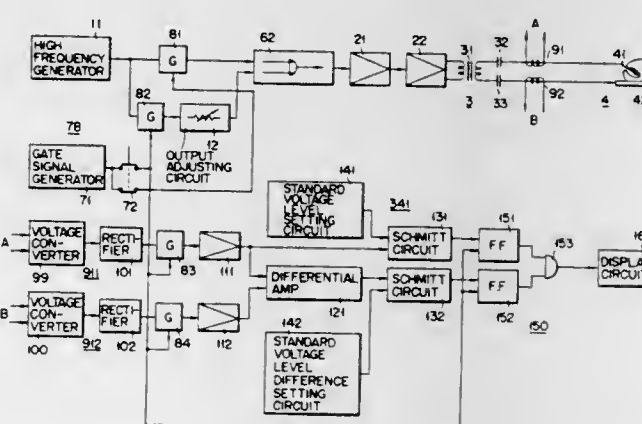 11
HIGH
FREQUENCY
GENERATOR
81
G
62
21
22
31
3
32
33
A
91
92
B
41
4
82
G
12
OUTPUT
ADJUSTING
CIRCUIT
78
GATE
SIGNAL
GENERATOR
71
72
141
STANDARD
VOLTAGE
LEVEL
SETTING
CIRCUIT
341
131
SCHMITT
CIRCUIT
151
F F
153
DISPLA
CIRCUI
A
VOLTAGE
CON-
VERTER
99
911
RECTI-
FIER
101
G
83
111
DIFFERENTIAL
AMP
121
SCHMITT
CIRCUIT
132
F.F
152
150
B
VOLTAGE
CON-
VERTER
100
912
RECTI-
FIER
102
G
84
112
142
STANDARD
VOLTAGE
LEVEL
DIFFERENCE
SETTING
CIRCUIT